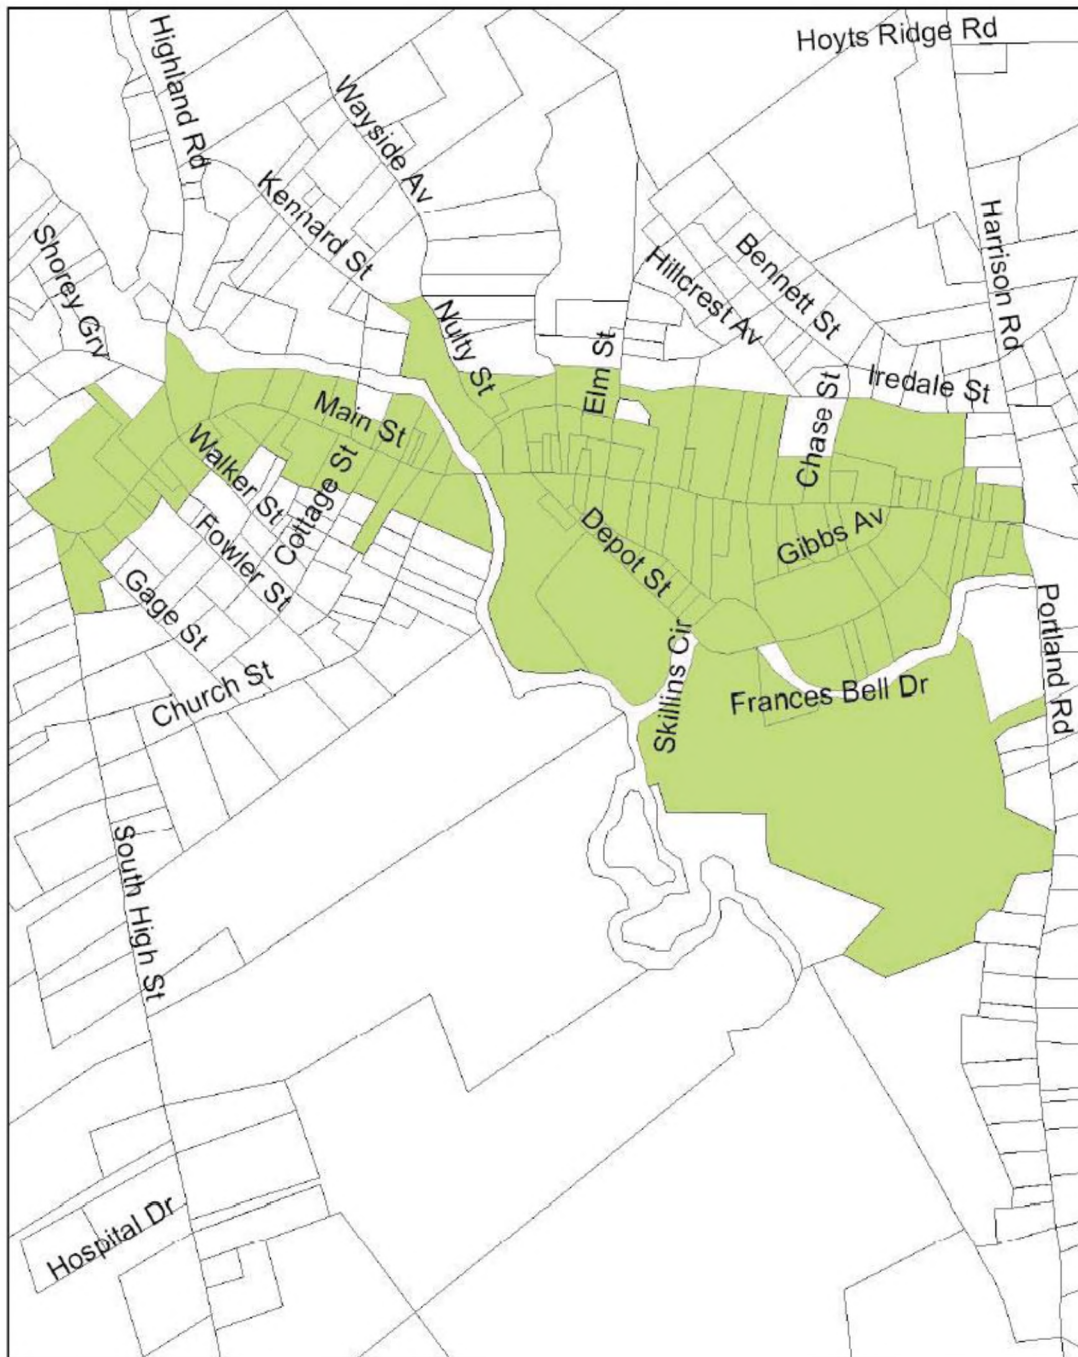 Hoyts Ridge Rd
Highland Rd
Wayside Av
Kennard St
Shorey Grv
Harrison Rd
Bennett St
Hillcrest Av
Nulty St
Elm St
Iredale St
Chase St
Main St
Walker St
Cottage St
Fowler St
Gage St
Church St
Depot St
Gibbs Av
Skillins Cir
Frances Bell Dr
Portland Rd
South High St
Hospital Dr